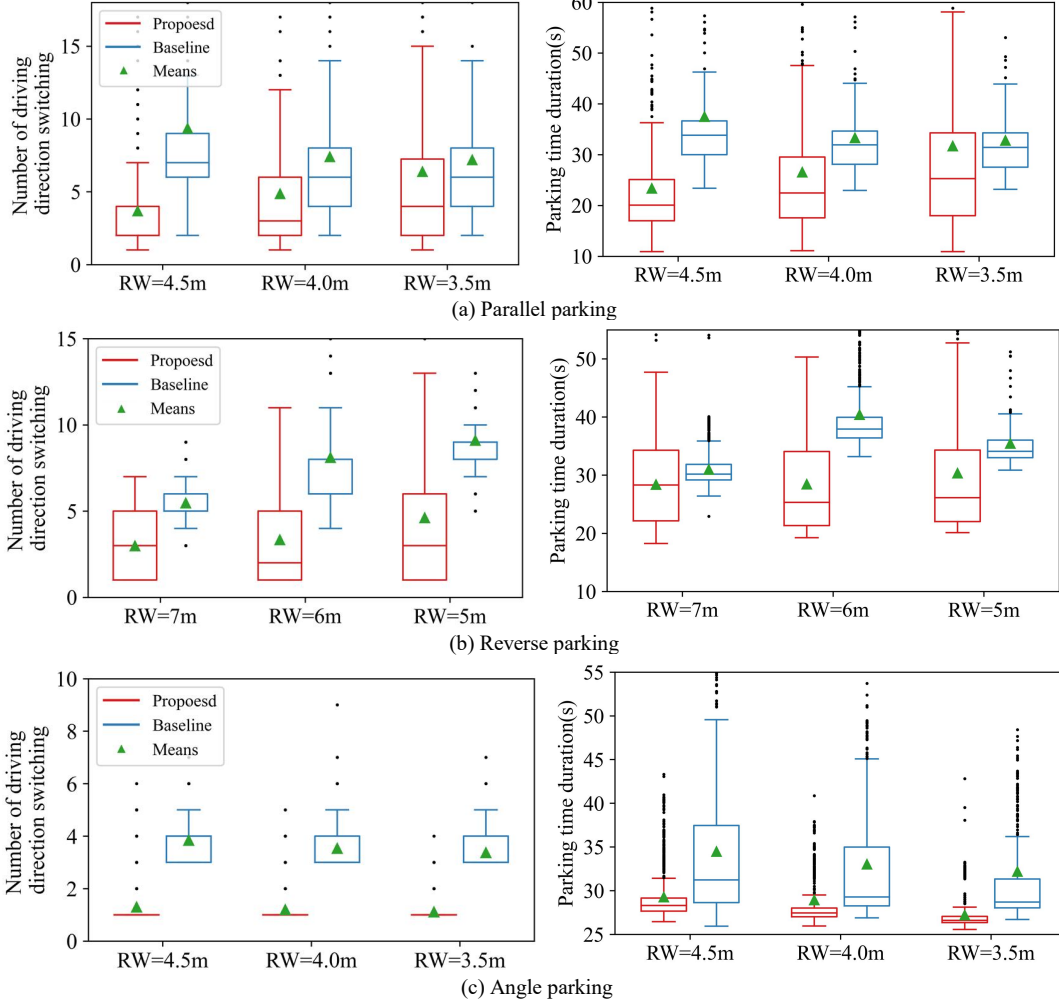 Number of driving
direction switching
15
10
5
0
Propoesd
Baseline
Means
RW=4.5m RW=4.0m RW=3.5m
Parking time duration(s)
60
50
40
30
20
10
RW=4.5m RW=4.0m RW=3.5m
(a) Parallel parking
Number of driving
direction switching
15
10
5
0
Propoesd
Baseline
Means
RW=7m RW=6m RW=5m
Parking time duration(s)
50
40
30
20
10
RW=7m RW=6m RW=5m
(b) Reverse parking
Number of driving
direction switching
10
8
6
4
2
0
Propoesd
Baseline
Means
RW=4.5m RW=4.0m RW=3.5m
Parking time duration(s)
55
50
45
40
35
30
25
RW=4.5m RW=4.0m RW=3.5m
(c) Angle parking